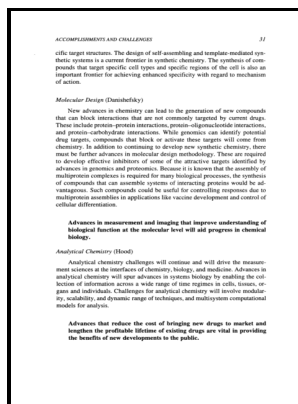 ACCOMPLISHMENTS AND CHALLENGES 31
cific target structures. The design of self-assembling and template-mediated syn-
thetic systems is a current frontier in synthetic chemistry. The synthesis of com-
pounds that target specific cell types and specific regions of the cell is also an
important frontier for achieving enhanced specificity with regard to mechanism
of action.
Molecular Design (Danishefsky)
New advances in chemistry can lead to the generation of new compounds
that can block interactions that are not commonly targeted by current drugs.
These include protein–protein interactions, protein-oligonucleotide interactions,
and protein–carbohydrate interactions. While genomics can identify potential
drug targets, compounds that block or activate these targets will come from
chemistry. In addition to continuing to develop new synthetic chemistry, there
must be further advances in molecular design methodology. These are required
to develop effective inhibitors of some of the attractive targets identified by
advances in genomics and proteomics. Because it is known that the assembly of
multiprotein complexes is required for many biological processes, the synthesis
of compounds that can assemble systems of interacting proteins would be ad-
vantageous. Such compounds could be useful for controlling responses due to
multiprotein assemblies in applications like vaccine development and control of
cellular differentiation.
Advances in measurement and imaging that improve understanding of
biological function at the molecular level will aid progress in chemical
biology.
Analytical Chemistry (Hood)
Analytical chemistry challenges will continue and will drive the measure-
ment sciences at the interfaces of chemistry, biology, and medicine. Advances in
analytical chemistry will spur advances in systems biology by enabling the col-
lection of information across a wide range of time regimes in cells, tissues, or-
gans and individuals. Challenges for analytical chemistry will involve modular-
ity, scalability, and dynamic range of techniques, and multisystem computational
models for analysis.
Advances that reduce the cost of bringing new drugs to market and
lengthen the profitable lifetime of existing drugs are vital in providing
the benefits of new developments to the public.